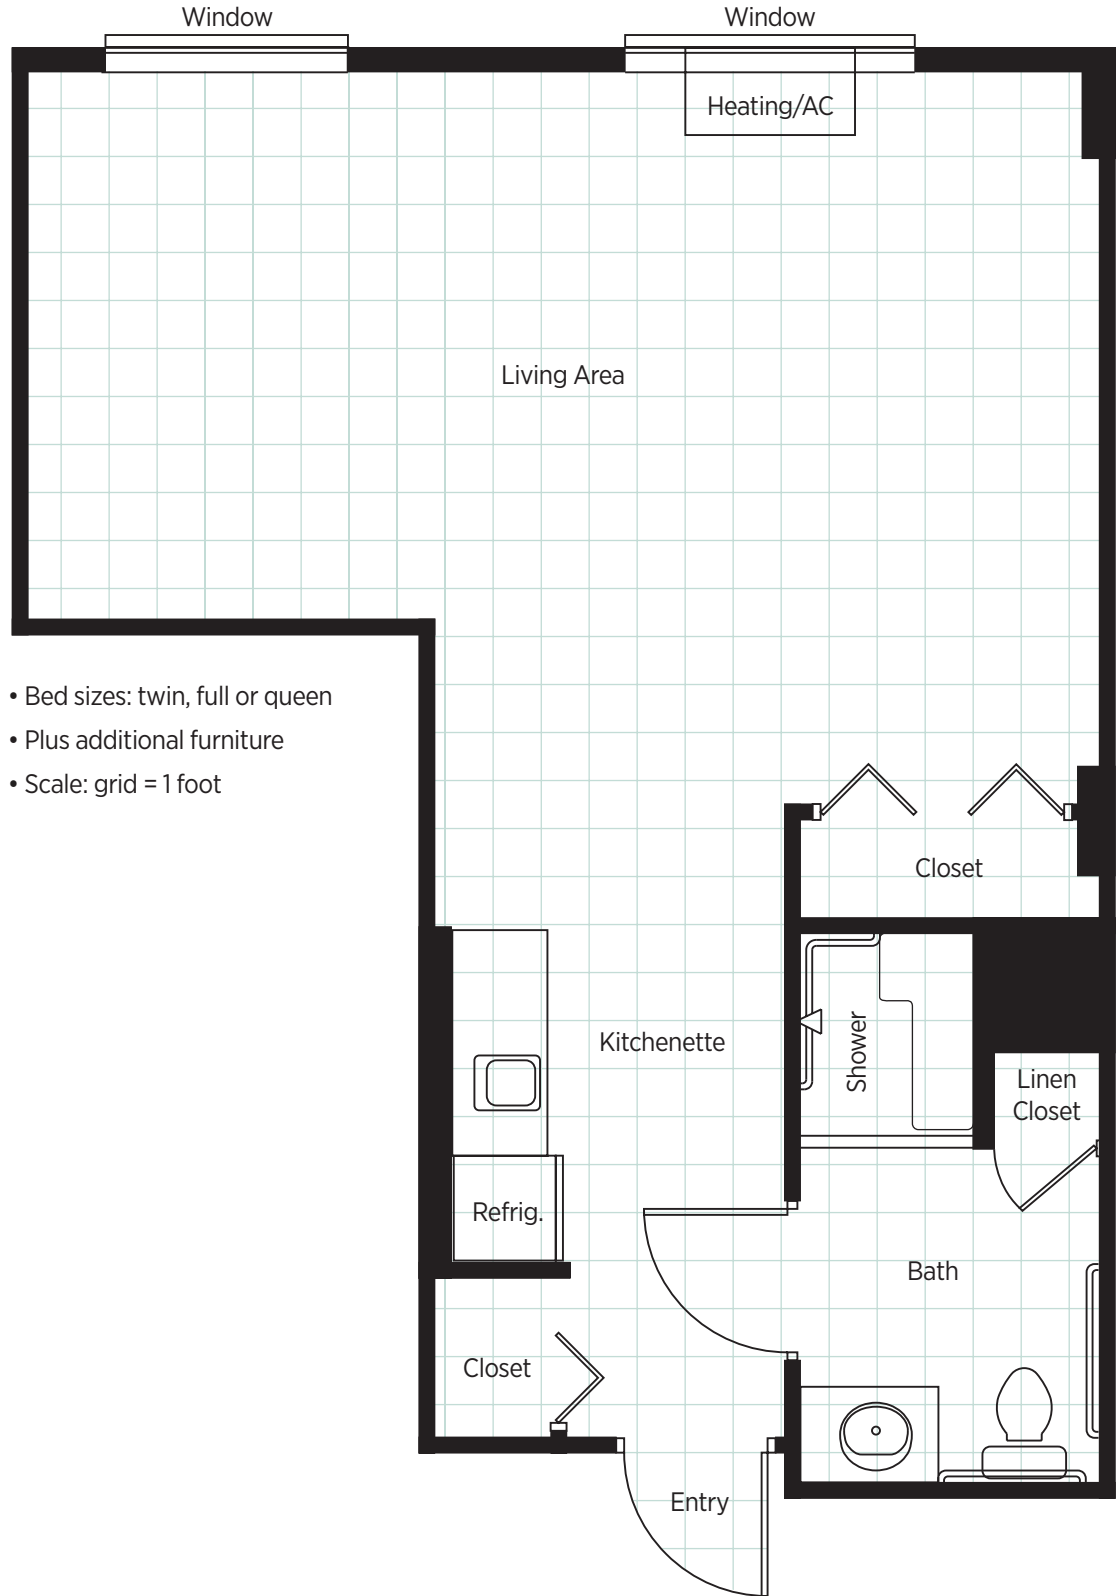 Window
Window
Heating/AC
Living Area
• Bed sizes: twin, full or queen
• Plus additional furniture
• Scale: grid = 1 foot
Closet
Kitchenette
Shower
Linen
Closet
Refrig.
Bath
Closet
Entry